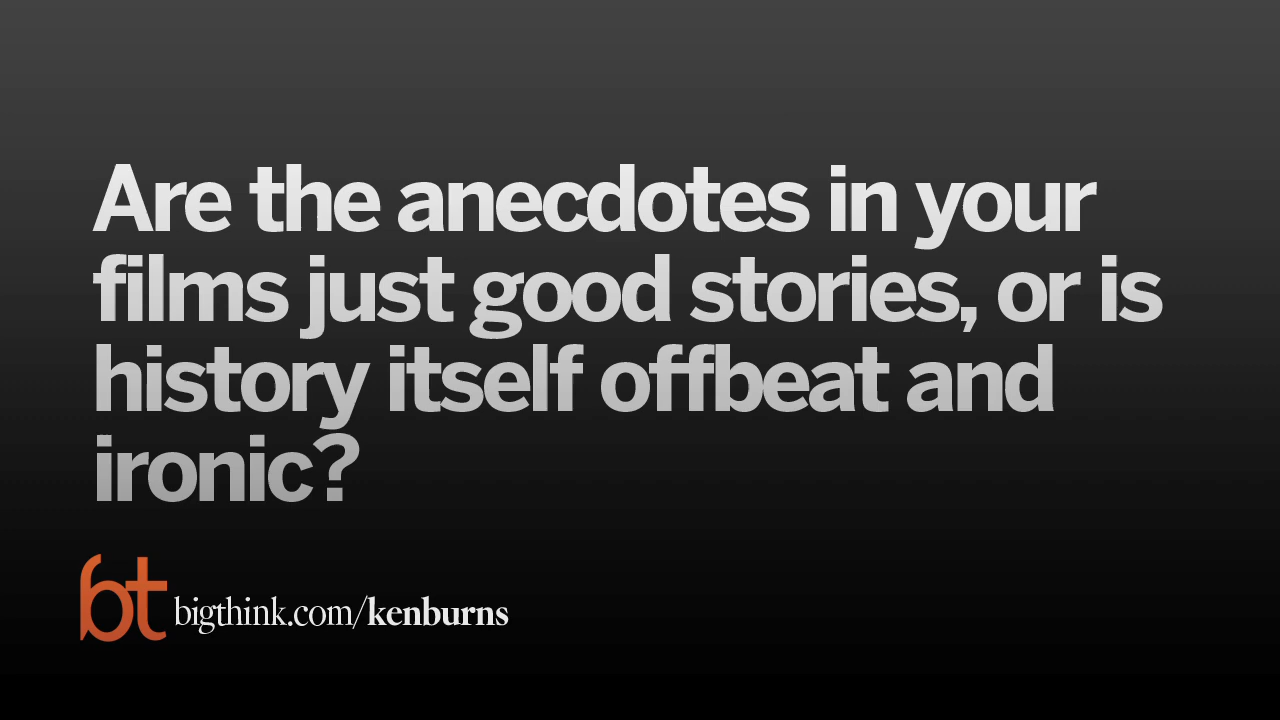 Are the anecdotes in your
films just good stories, or is
history itself offbeat and
ironic?
bt bigthink.com/kenburns